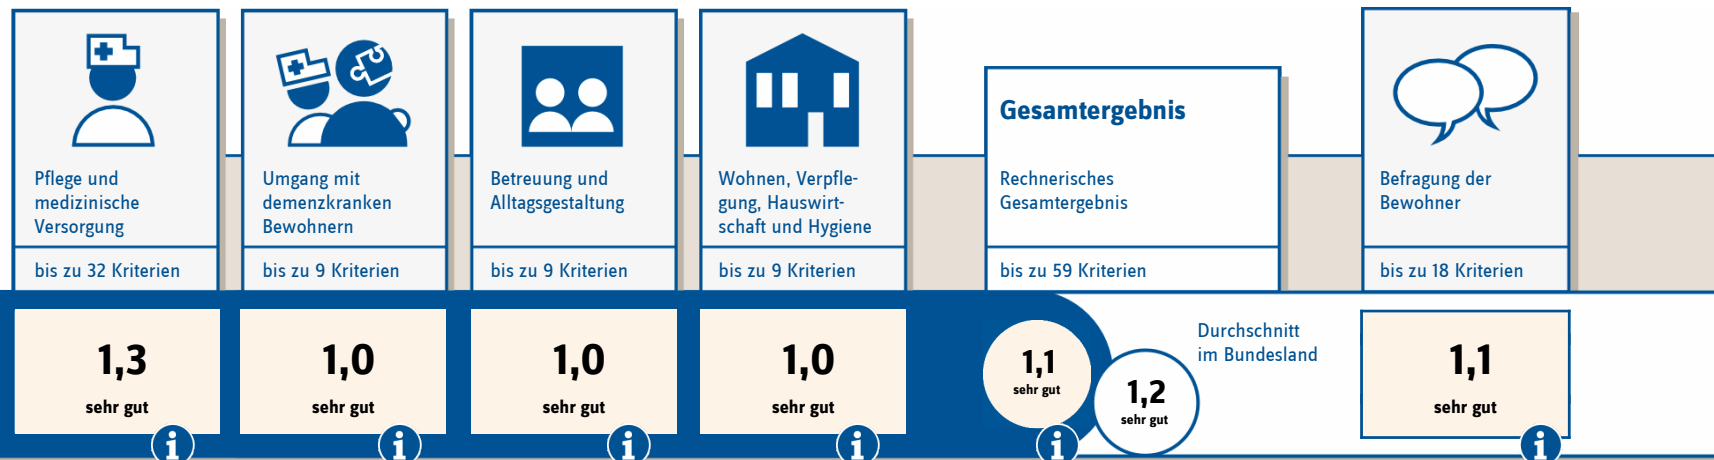 Pflege und
medizinische
Versorgung
bis zu 32 Kriterien
1,3
sehr gut
Umgang mit
demenzkranken
Bewohnern
bis zu 9 Kriterien
1,0
sehr gut
Betreuung und
Alltagsgestaltung
bis zu 9 Kriterien
1,0
sehr gut
Wohnen, Verpfle-
gung, Hauswirt-
schaft und Hygiene
bis zu 9 Kriterien
1,0
sehr gut
Gesamtergebnis
Rechnerisches
Gesamtergebnis
bis zu 59 Kriterien
1,1
sehr gut
1,2
sehr gut
Durchschnitt
im Bundesland
Befragung der
Bewohner
bis zu 18 Kriterien
1,1
sehr gut